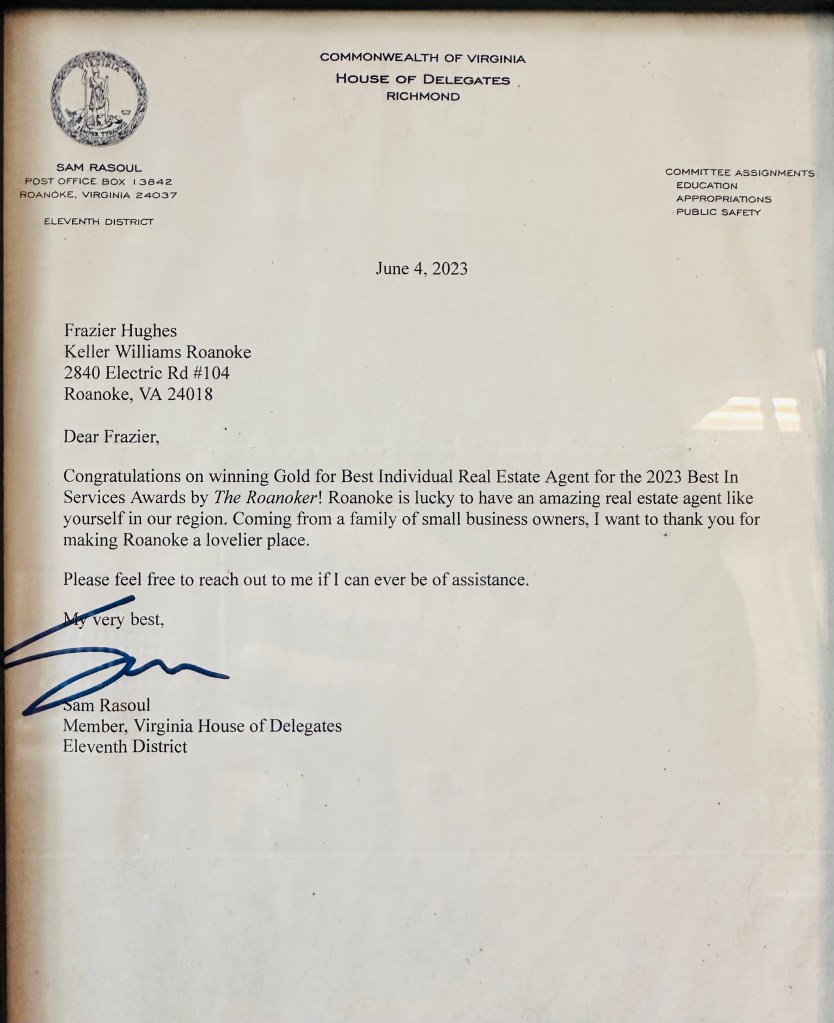 VIRGINIA
COMMONWEALTH OF VIRGINIA
HOUSE OF DELEGATES
RICHMOND
SAM RASOUL
POST OFFICE BOX 13842
ROANOKE, VIRGINIA 24037
ELEVENTH DISTRICT
COMMITTEE ASSIGNMENTS
EDUCATION
APPROPRIATIONS
PUBLIC SAFETY
June 4, 2023
Frazier Hughes
Keller Williams Roanoke
2840 Electric Rd #104
Roanoke, VA 24018
Dear Frazier,
Congratulations on winning Gold for Best Individual Real Estate Agent for the 2023 Best In
Services Awards by The Roanoker! Roanoke is lucky to have an amazing real estate agent like
yourself in our region. Coming from a family of small business owners, I want to thank you for
making Roanoke a lovelier place.
Please feel free to reach out to me if I can ever be of assistance.
My very best,
Sam
Sam Rasoul
Member, Virginia House of Delegates
Eleventh District